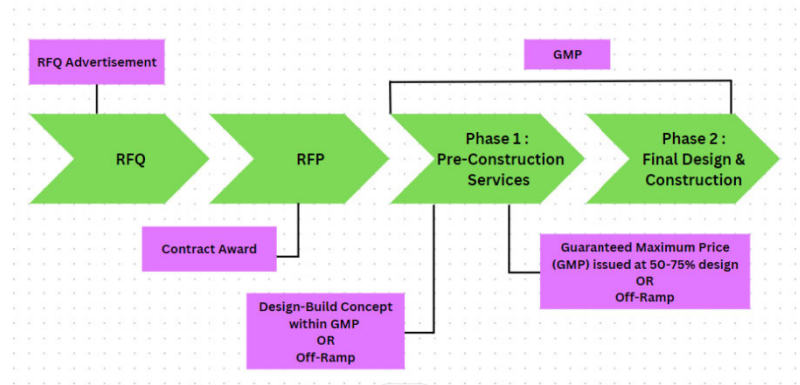 RFQ Advertisement
GMP
RFQ
RFP
Phase 1 :
Pre-Construction
Services
Phase 2 :
Final Design &
Construction
Contract Award
Guaranteed Maximum Price
(GMP) issued at 50-75% design
OR
Off-Ramp
Design-Build Concept
within GMP
OR
Off-Ramp